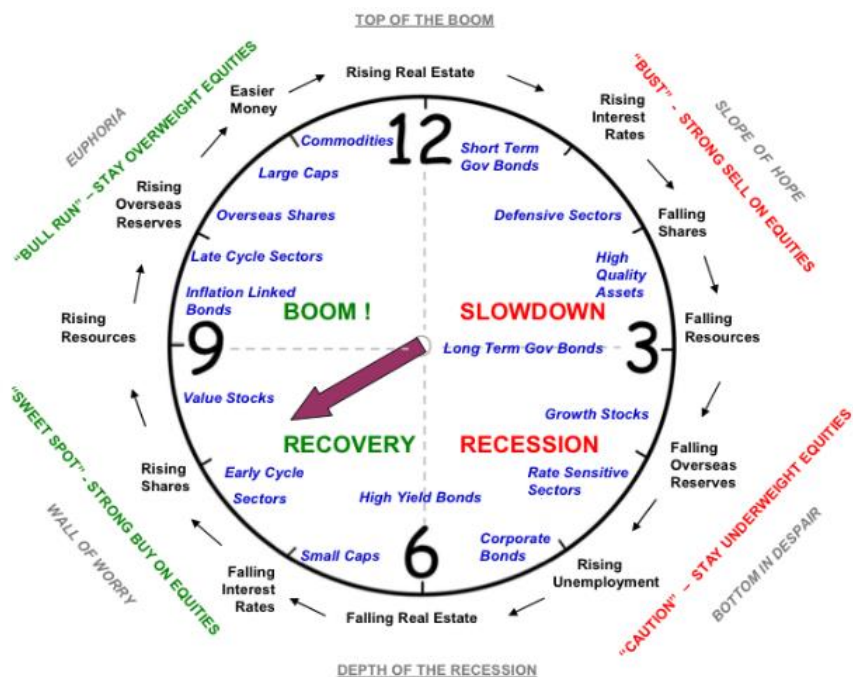 TOP OF THE BOOM
Rising Real Estate
Easier
Money
Rising
Interest
Rates
"BUST" – STRONG SELL ON EQUITIES
SLOPE OF HOPE
EUPHORIA
"BULL RUN" – STAY OVERWEIGHT EQUITIES
Commodities
12
Short Term
Gov Bonds
Large Caps
Rising
Overseas
Reserves
Overseas Shares
Defensive Sectors
Falling
Shares
Late Cycle Sectors
High
Quality
Assets
Inflation Linked
Bonds
BOOM !
SLOWDOWN
Rising
Resources
9
Long Term Gov Bonds
3
Falling
Resources
Value Stocks
Growth Stocks
"SWEET SPOT"- STRONG BUY ON EQUITIES
WALL OF WORRY
RECOVERY
RECESSION
Rising
Shares
Early Cycle
Sectors
Rate Sensitive
Sectors
Falling
Overseas
Reserves
High Yield Bonds
Small Caps
6
Corporate
Bonds
Falling
Interest
Rates
Rising
Unemployment
"CAUTION" – STAY UNDERWEIGHT EQUITIES
BOTTOM IN DESPAIR
Falling Real Estate
DEPTH OF THE RECESSION